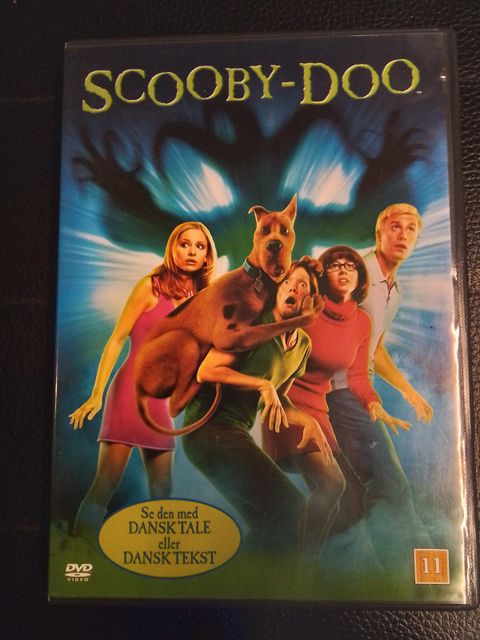 SCOOBY-DOO
Se den med
DANSK TALE
eller
DANSK TEKST
DVD
VIDEO
11